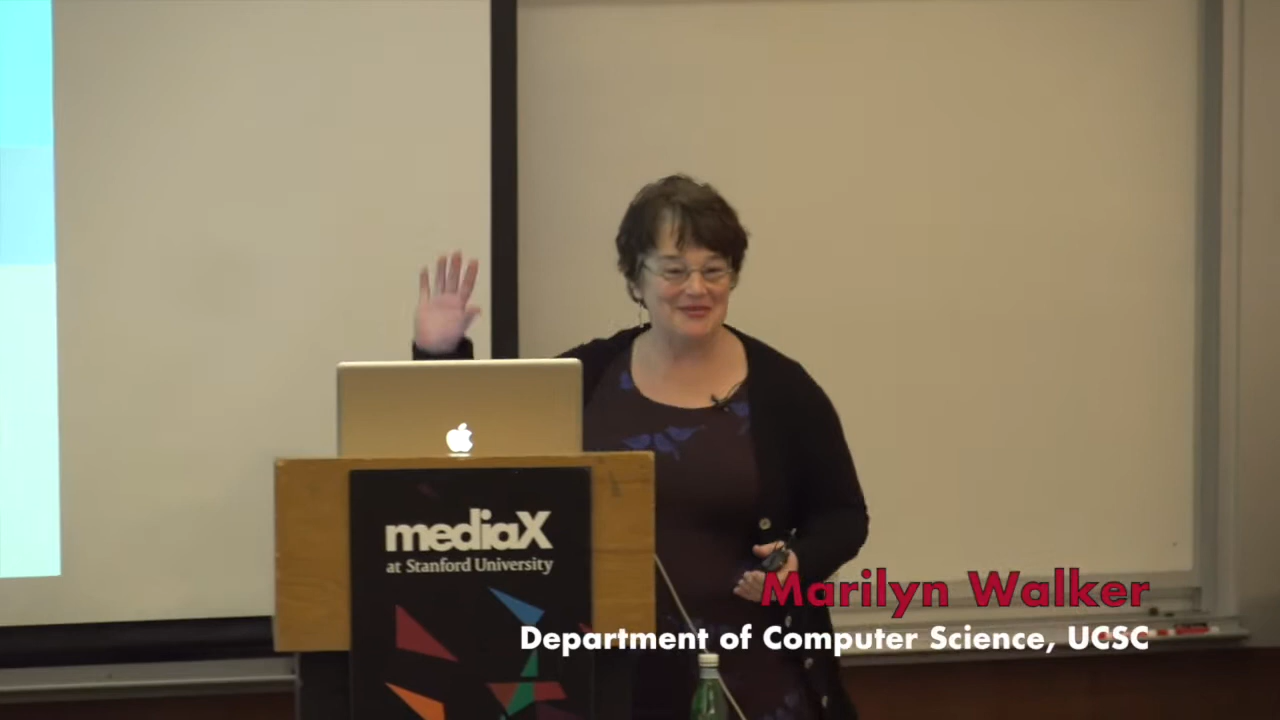 mediaX
at Stanford University
Marilyn Walker
Department of Computer Science, UCSC